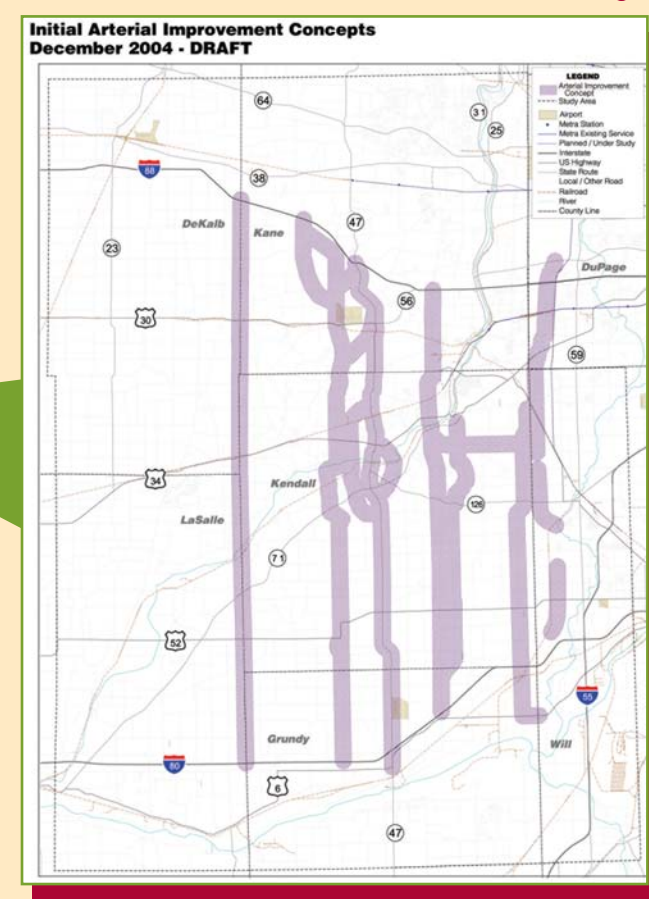 Initial Arterial Improvement Concepts
December 2004 - DRAFT
LEGEND
Arterial Improvement
Concept
Study Area
Airport
Metra Station
Metra Existing Service
Planned / Under Study
Interstate
US Highway
State Route
Local / Other Road
Railroad
River
County Line
64
31
25
88
38
DeKalb
Kane
47
23
DuPage
56
30
59
34
Kendall
126
LaSalle
71
52
55
Grundy
Will
80
6
47